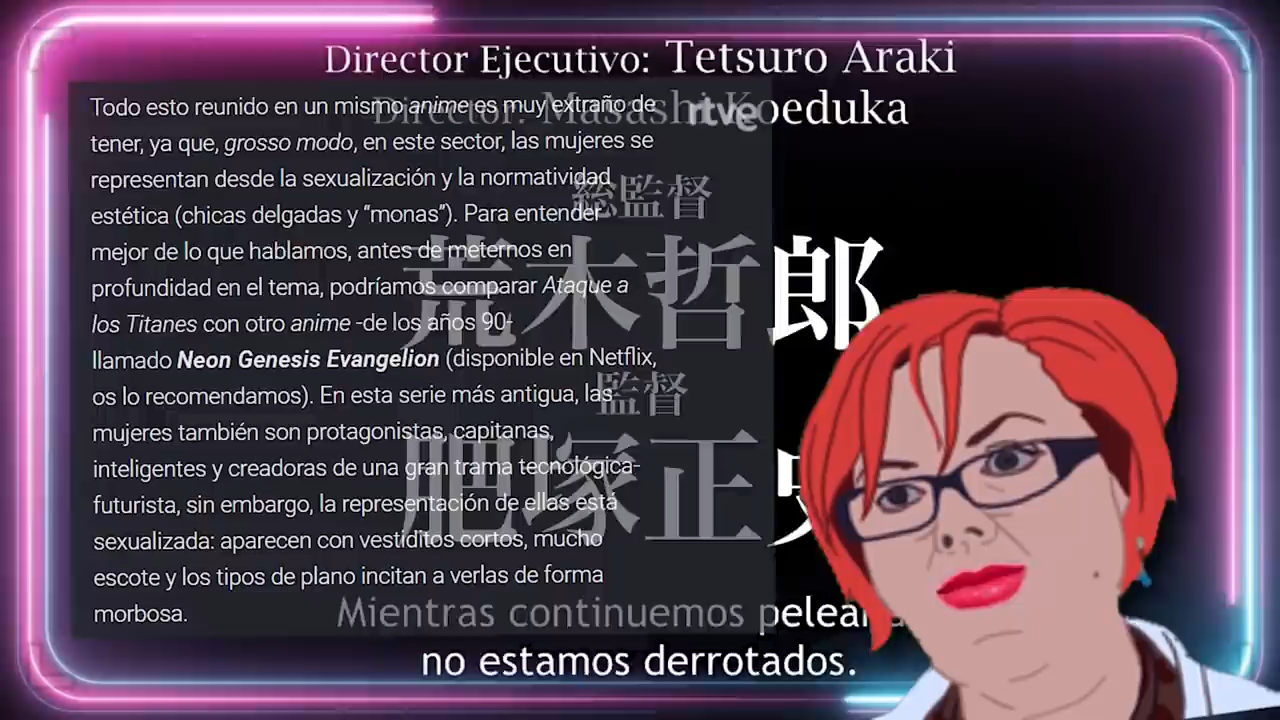 Director Ejecutivo: Tetsuro Araki
Director: Masashi Koeduka
rtve
Todo esto reunido en un mismo anime es muy extraño de
tener, ya que, grosso modo, en este sector, las mujeres se
representan desde la sexualización y la normatividad
estética (chicas delgadas y “monas”). Para entender
mejor de lo que hablamos, antes de meternos en
profundidad en el tema, podríamos comparar Ataque a
los Titanes con otro anime -de los años 90-
llamado Neon Genesis Evangelion (disponible en Netflix,
os lo recomendamos). En esta serie más antigua, las
mujeres también son protagonistas, capitanas,
inteligentes y creadoras de una gran trama tecnológica-
futurista, sin embargo, la representación de ellas está
sexualizada: aparecen con vestiditos cortos, mucho
escote y los tipos de plano incitan a verlas de forma
morbosa.
総監督
荒木哲郎
監督
肥塚正
Mientras continuemos
no estamos derrotados.